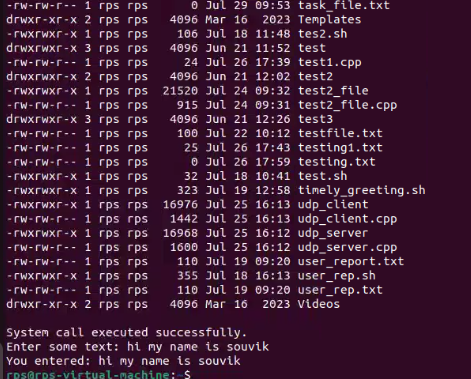 -rw-rw-r-- 1 rps rps 0 Jul 29 09:53 task_file.txt
drwxr-xr-x 2 rps rps 4096 Mar 16 2023 Templates
-rw-rw-r-- 1 rps rps 106 Jul 18 11:48 tes2.sh
drwxrwxr-x 3 rps rps 4096 Jun 21 11:52 test
-rw-rw-r-- 1 rps rps 24 Jul 26 17:39 test1.cpp
drwxrwxr-x 2 rps rps 4096 Jun 21 12:02 test2
-rwxrwxr-x 1 rps rps 21520 Jul 24 09:32 test2_file
-rw-rw-r-- 1 rps rps 915 Jul 24 09:31 test2_file.cpp
drwxrwxr-x 3 rps rps 4096 Jun 21 12:26 test3
-rw-rw-r-- 1 rps rps 100 Jul 22 10:12 testfile.txt
-rw-rw-r-- 1 rps rps 25 Jul 26 17:43 testing1.txt
-rw-rw-r-- 1 rps rps 0 Jul 26 17:59 testing.txt
-rwxrwxr-x 1 rps rps 32 Jul 18 10:41 test.sh
-rwxrwxr-x 1 rps rps 323 Jul 19 12:58 timely_greeting.sh
-rwxrwxr-x 1 rps rps 16976 Jul 25 16:13 udp_client
-rw-rw-r-- 1 rps rps 1442 Jul 25 16:13 udp_client.cpp
-rwxrwxr-x 1 rps rps 16968 Jul 25 16:12 udp_server
-rw-rw-r-- 1 rps rps 1600 Jul 25 16:12 udp_server.cpp
-rw-rw-r-- 1 rps rps 110 Jul 19 09:20 user_report.txt
-rwxrwxr-x 1 rps rps 355 Jul 18 16:13 user_rep.sh
-rw-rw-r-- 1 rps rps 110 Jul 19 09:20 user_rep.txt
drwxr-xr-x 2 rps rps 4096 Mar 16 2023 Videos
System call executed successfully.
Enter some text: hi my name is souvik
You entered: hi my name is souvik
rps@rps-virtual-machine:~$